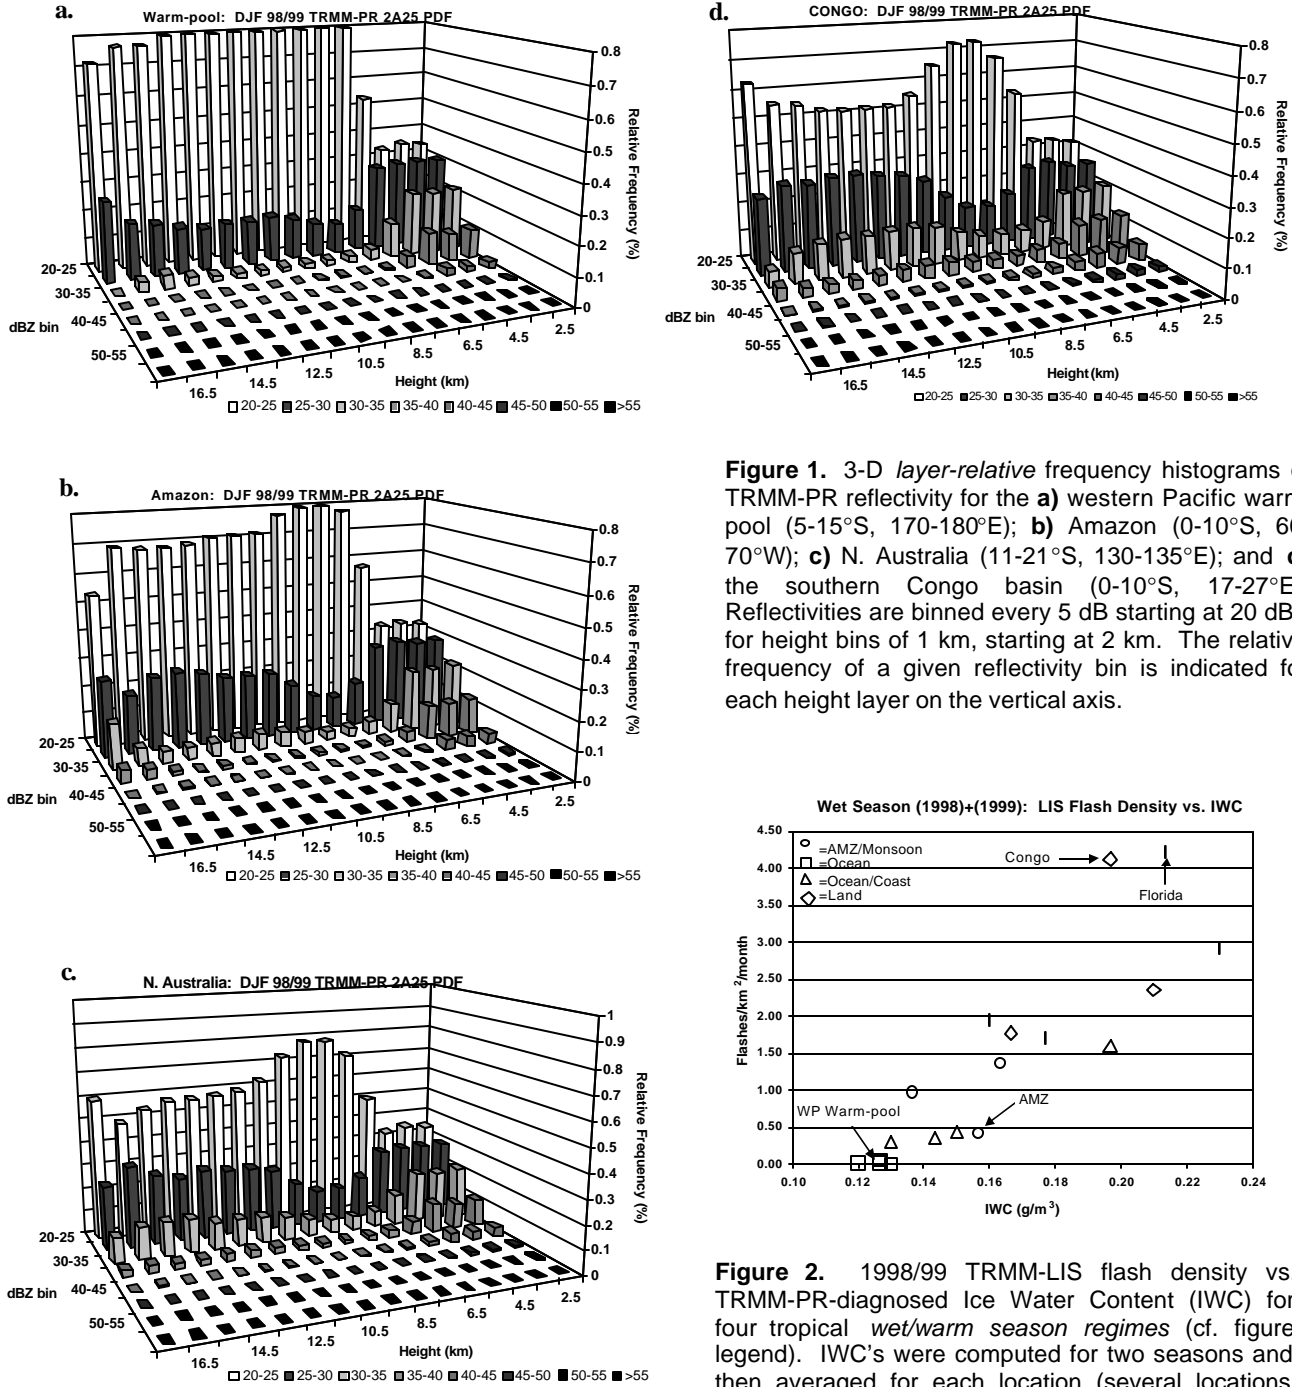 a.
Warm-pool: DJF 98/99 TRMM-PR 2A25 PDF
0.8
0.7
0.6
0.5
0.4
0.3
0.2
0.1
0
Relative Frequency (%)
20-25
30-35
40-45
50-55
dBZ bin
16.5
14.5
12.5
10.5
8.5
6.5
4.5
2.5
Height (km)
20-25 25-30 30-35 35-40 40-45 45-50 50-55 >55
b.
Amazon: DJF 98/99 TRMM-PR 2A25 PDF
0.8
0.7
0.6
0.5
0.4
0.3
0.2
0.1
0
Relative Frequency (%)
20-25
30-35
40-45
50-55
dBZ bin
16.5
14.5
12.5
10.5
8.5
6.5
4.5
2.5
Height (km)
20-25 25-30 30-35 35-40 40-45 45-50 50-55 >55
c.
N. Australia: DJF 98/99 TRMM-PR 2A25 PDF
1
0.9
0.8
0.7
0.6
0.5
0.4
0.3
0.2
0.1
0
Relative Frequency (%)
20-25
30-35
40-45
50-55
dBZ bin
16.5
14.5
12.5
10.5
8.5
6.5
4.5
2.5
Height (km)
20-25 25-30 30-35 35-40 40-45 45-50 50-55 >55
d.
CONGO: DJF 98/99 TRMM-PR 2A25 PDF
0.8
0.7
0.6
0.5
0.4
0.3
0.2
0.1
0
Relative Frequency (%)
20-25
30-35
40-45
50-55
dBZ bin
16.5
14.5
12.5
10.5
8.5
6.5
4.5
2.5
Height (km)
20-25 25-30 30-35 35-40 40-45 45-50 50-55 >55
Figure 1. 3-D layer-relative frequency histograms
TRMM-PR reflectivity for the a) western Pacific warm
pool (5-15°S, 170-180°E); b) Amazon (0-10°S, 60
70°W); c) N. Australia (11-21°S, 130-135°E); and
the southern Congo basin (0-10°S, 17-27°E
Reflectivities are binned every 5 dB starting at 20 dB
for height bins of 1 km, starting at 2 km. The relativ
frequency of a given reflectivity bin is indicated fo
each height layer on the vertical axis.
Wet Season (1998)+(1999): LIS Flash Density vs. IWC
4.50
4.00
3.50
3.00
2.50
2.00
1.50
1.00
0.50
0.00
Flashes/km²/month
=AMZ/Monsoon
=Ocean
=Ocean/Coast
=Land
Congo
Florida
WP Warm-pool
AMZ
0.10 0.12 0.14 0.16 0.18 0.20 0.22 0.24
IWC (g/m³)
Figure 2. 1998/99 TRMM-LIS flash density vs.
TRMM-PR-diagnosed Ice Water Content (IWC) for
four tropical wet/warm season regimes (cf. figure
legend). IWC's were computed for two seasons and
then averaged for each location (several locations